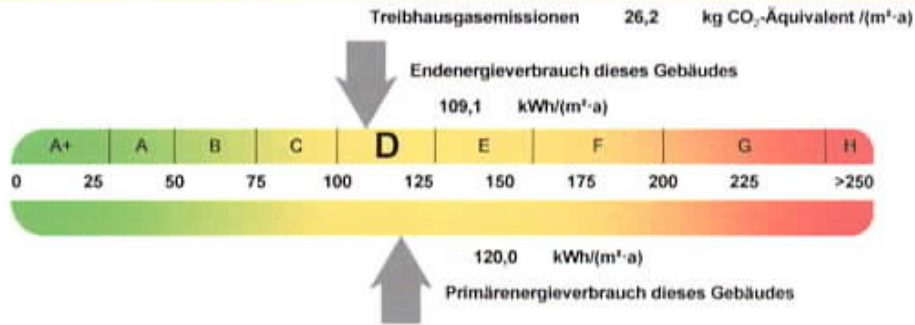 Treibhausgasemissionen 26,2 kg CO₂-Äquivalent /(m²·a)
Endenergieverbrauch dieses Gebäudes
109,1 kWh/(m²·a)
A+ A B C D E F G H
0 25 50 75 100 125 150 175 200 225 >250
120,0 kWh/(m²·a)
Primärenergieverbrauch dieses Gebäudes